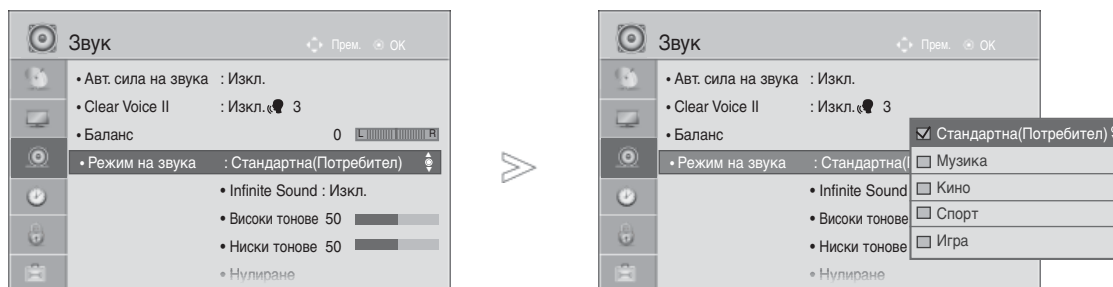 Звук
Прем. OK
• Авт. сила на звука : Изкл.
• Clear Voice II : Изкл. 3
• Баланс 0 L R
• Режим на звука : Стандартна(Потребител)
• Infinite Sound : Изкл.
• Високи тонове 50
• Ниски тонове 50
• Нулиране
Звук
Прем. OK
• Авт. сила на звука : Изкл.
• Clear Voice II : Изкл. 3
• Баланс
• Режим на звука : Стандартна(
• Infinite Sound
• Високи тонове
• Ниски тонове
• Нулиране
Стандартна(Потребител)
Музика
Кино
Спорт
Игра